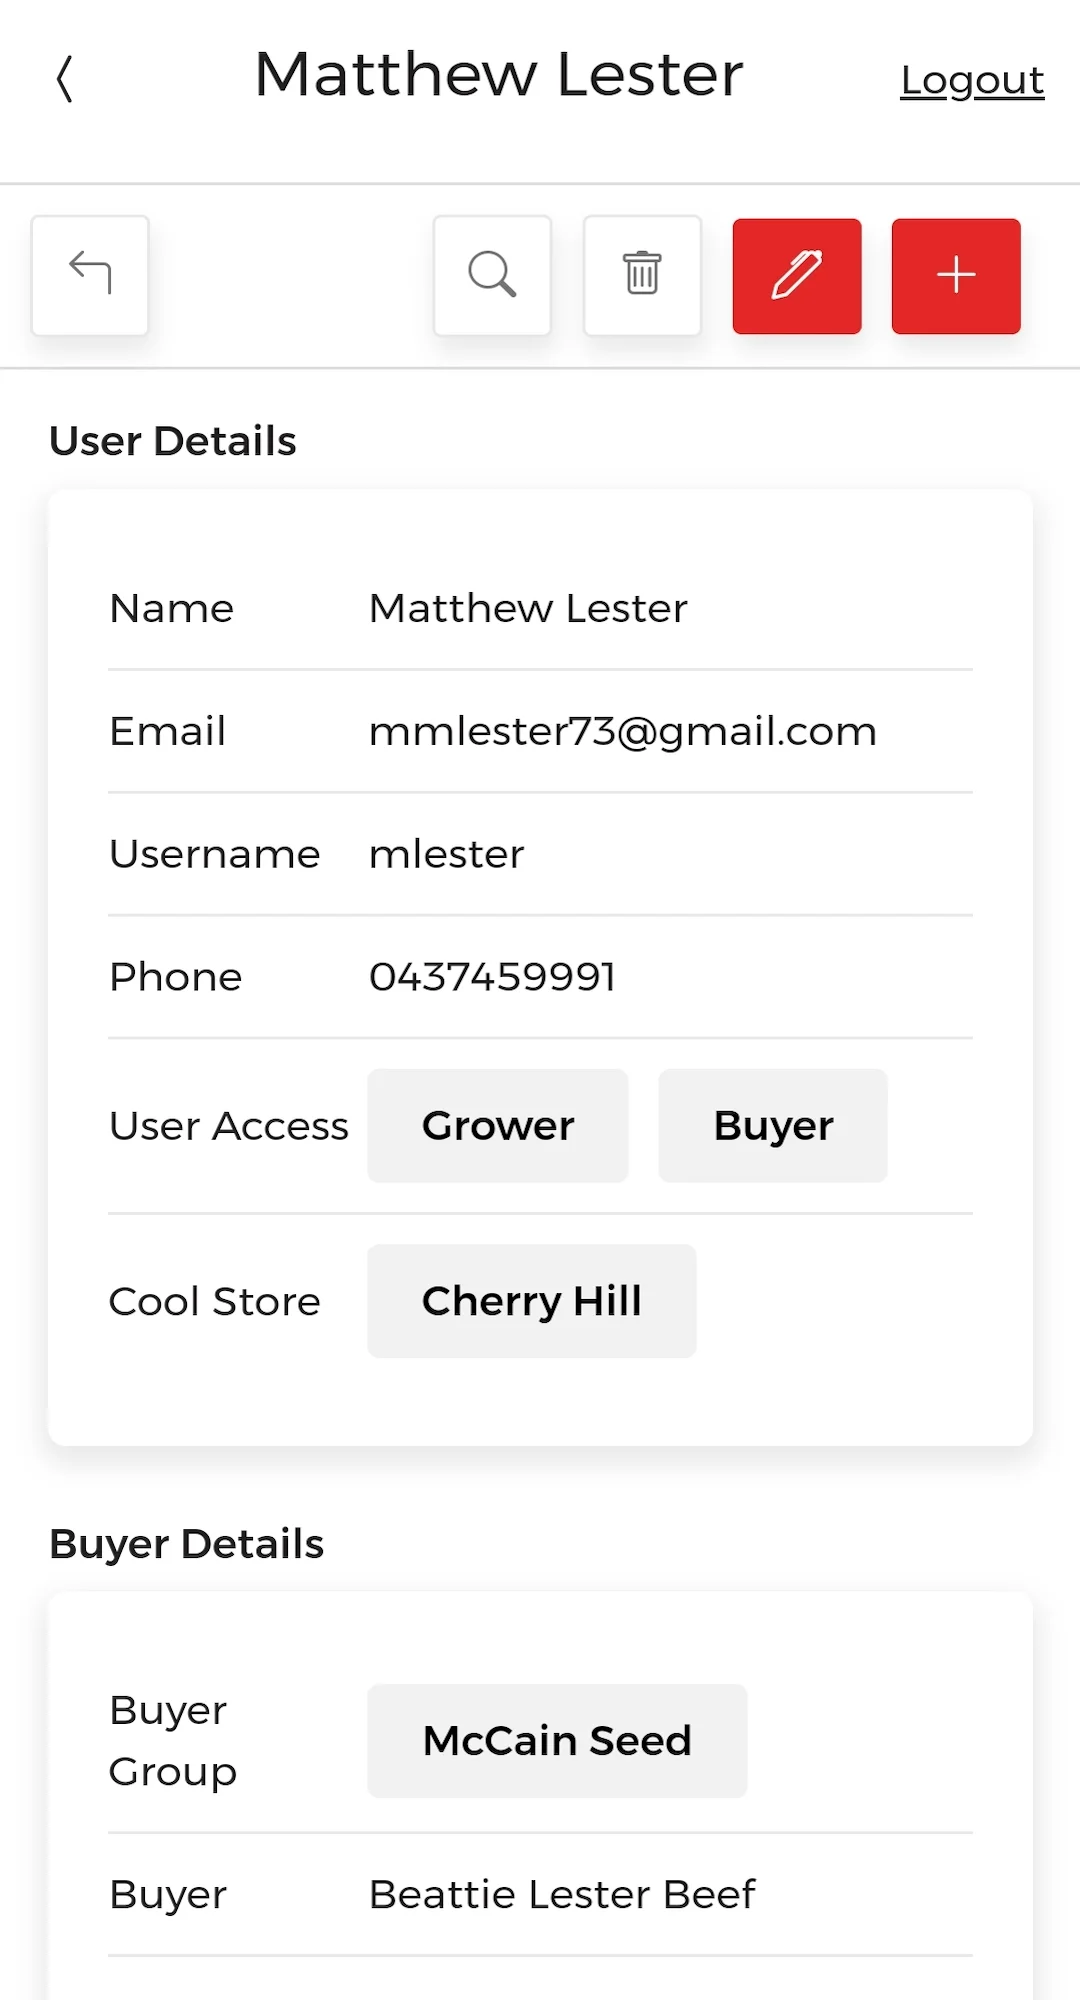 Matthew Lester
Logout
User Details
Name Matthew Lester
Email mmlester73@gmail.com
Username mlester
Phone 0437459991
User Access Grower Buyer
Cool Store Cherry Hill
Buyer Details
Buyer
Group
McCain Seed
Buyer Beattie Lester Beef